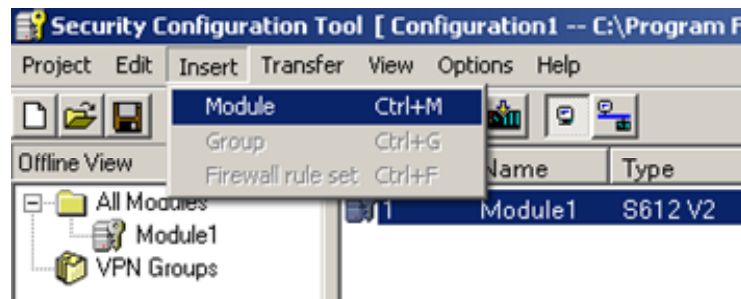 Security Configuration Tool [ Configuration1 -- C:\Program F
Project Edit Insert Transfer View Options Help
Module Ctrl+M
Group Ctrl+G
Firewall rule set Ctrl+F
Offline View
Name Type
All Modules
Module1
VPN Groups
1 Module1 S612 V2